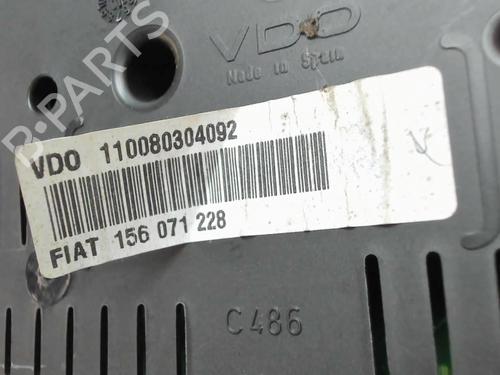 VDO
Made in Spain
VDO 110080304092
FIAT 156 071 228
C486
B-PARTS